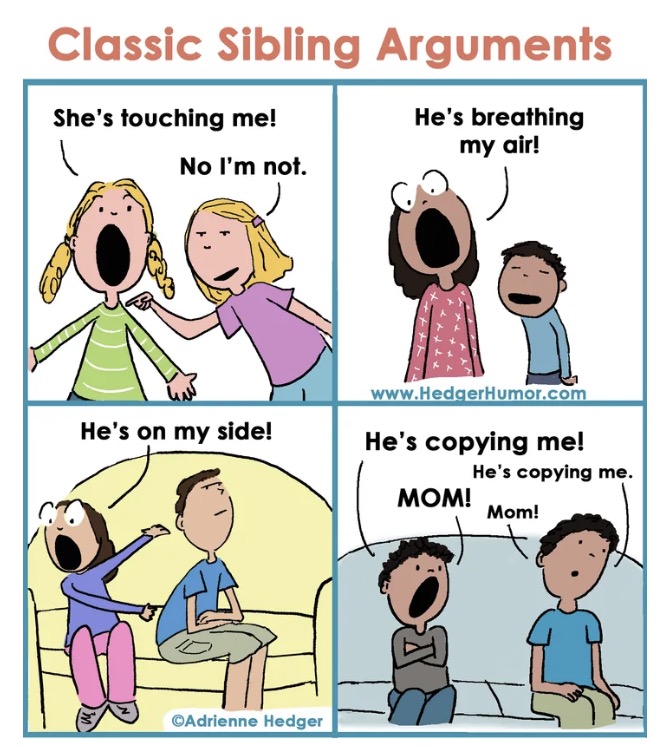 Classic Sibling Arguments
She's touching me!
No I'm not.
He's breathing
my air!
www.HedgerHumor.com
He's on my side!
©Adrienne Hedger
He's copying me!
He's copying me.
MOM!
Mom!